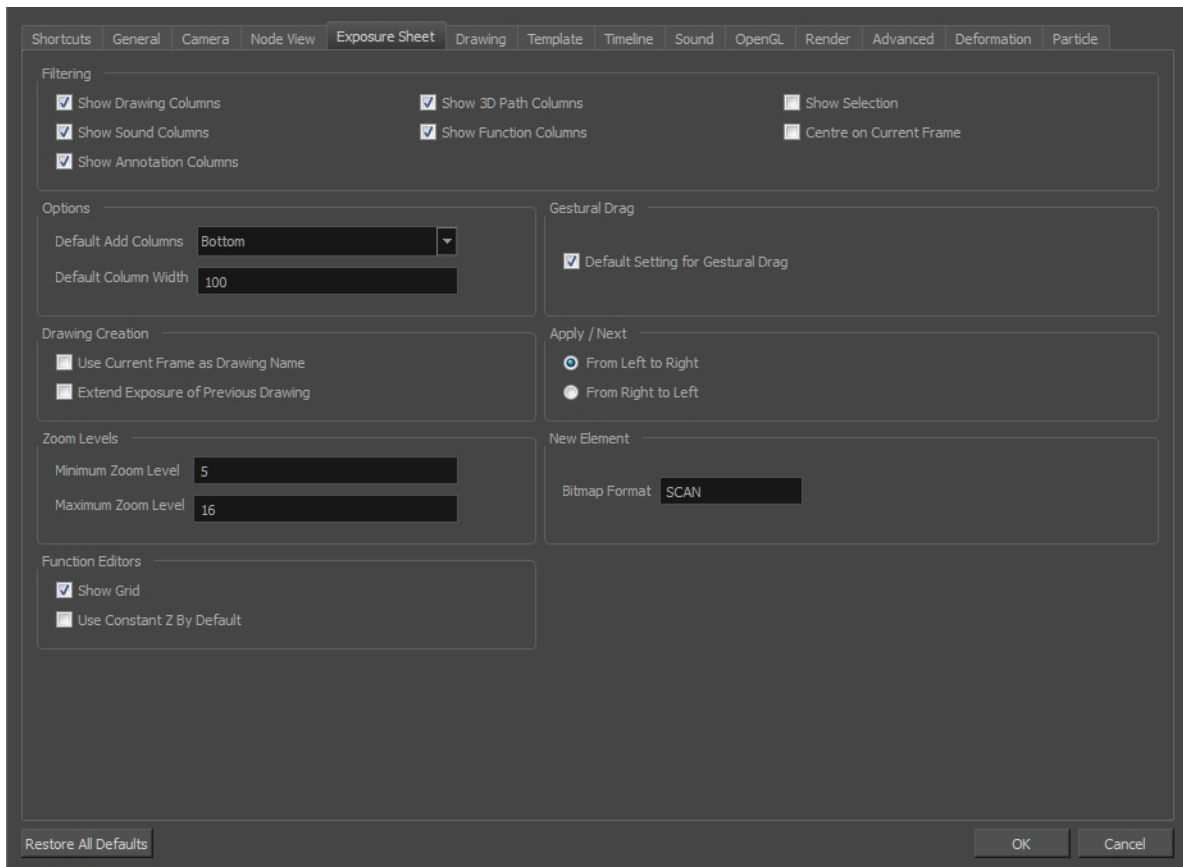 Shortcuts General Camera Node View Exposure Sheet Drawing Template Timeline Sound OpenGL Render Advanced Deformation Particle
Filtering
Show Drawing Columns Show 3D Path Columns Show Selection
Show Sound Columns Show Function Columns Centre on Current Frame
Show Annotation Columns
Options
Default Add Columns Bottom
Default Column Width 100
Gestural Drag
Default Setting for Gestural Drag
Drawing Creation
Use Current Frame as Drawing Name
Extend Exposure of Previous Drawing
Apply / Next
From Left to Right
From Right to Left
Zoom Levels
Minimum Zoom Level 5
Maximum Zoom Level 16
New Element
Bitmap Format SCAN
Function Editors
Show Grid
Use Constant Z By Default
Restore All Defaults OK Cancel